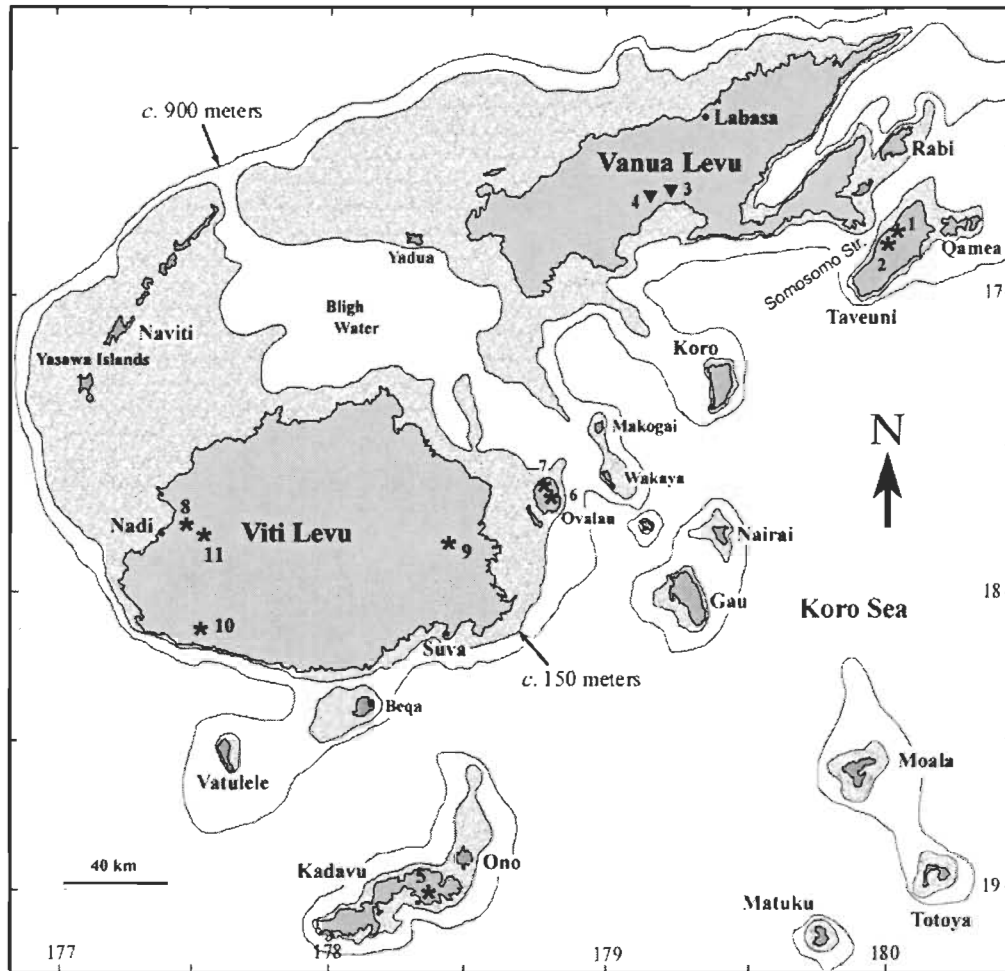 c. 900 meters
Labasa
Vanua Levu
Rabi
3
4
1
2
Qamea
Somosomo Str.
Yadua
17
Taveuni
Bligh
Water
Naviti
Koro
Yasawa Islands
N
Makogai
7
Wakaya
6
Ovalau
8
Nadi
Viti Levu
11
9
Nairai
18
Gau
Koro Sea
10
Suva
c. 150 meters
Beqa
Vatulele
Moala
40 km
Kadavu
Ono
5
19
Matuku
Totoya
177
178
179
180